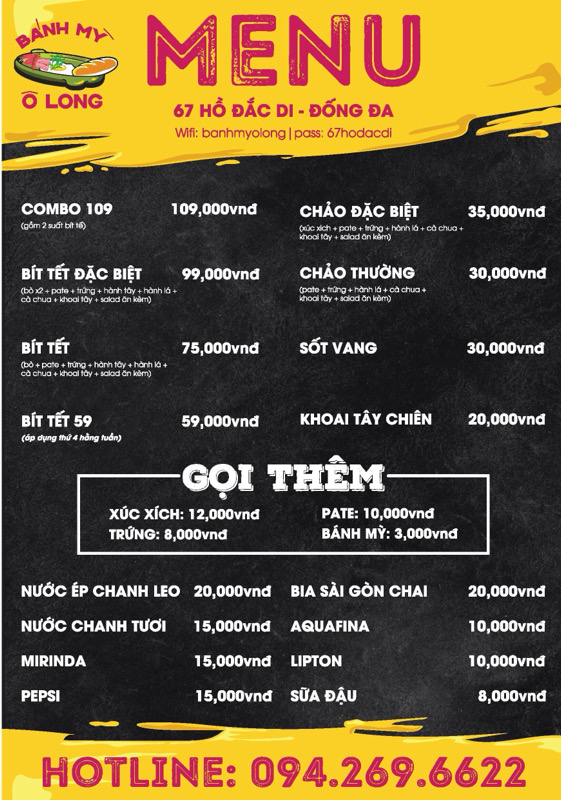 BÁNH MỲ
Ô LONG
MENU
67 HỒ ĐẮC DI - ĐỐNG ĐA
Wifi: banhmyolong | pass: 67hodacdi
COMBO 109 109,000vnđ
(gồm 2 suất bít tết)
BÍT TẾT ĐẶC BIỆT 99,000vnđ
(bò x2 + pate + trứng + hành tây + hành lá +
cà chua + khoai tây + salad ăn kèm)
BÍT TẾT 75,000vnđ
(bò + pate + trứng + hành tây + hành lá +
cà chua + khoai tây + salad ăn kèm)
BÍT TẾT 59 59,000vnđ
(áp dụng thứ 4 hằng tuần)
CHẢO ĐẶC BIỆT 35,000vnđ
(xúc xích + pate + trứng + hành lá + cà chua +
khoai tây + salad ăn kèm)
CHẢO THƯỜNG 30,000vnđ
(pate + trứng + hành lá + cà chua +
khoai tây + salad ăn kèm)
SỐT VANG 30,000vnđ
KHOAI TÂY CHIÊN 20,000vnđ
GỌI THÊM
XÚC XÍCH: 12,000vnđ PATE: 10,000vnđ
TRỨNG: 8,000vnđ BÁNH MỲ: 3,000vnđ
NƯỚC ÉP CHANH LEO 20,000vnđ
NƯỚC CHANH TƯƠI 15,000vnđ
MIRINDA 15,000vnđ
PEPSI 15,000vnđ
BIA SÀI GÒN CHAI 20,000vnđ
AQUAFINA 10,000vnđ
LIPTON 10,000vnđ
SỮA ĐẬU 8,000vnđ
HOTLINE: 094.269.6622